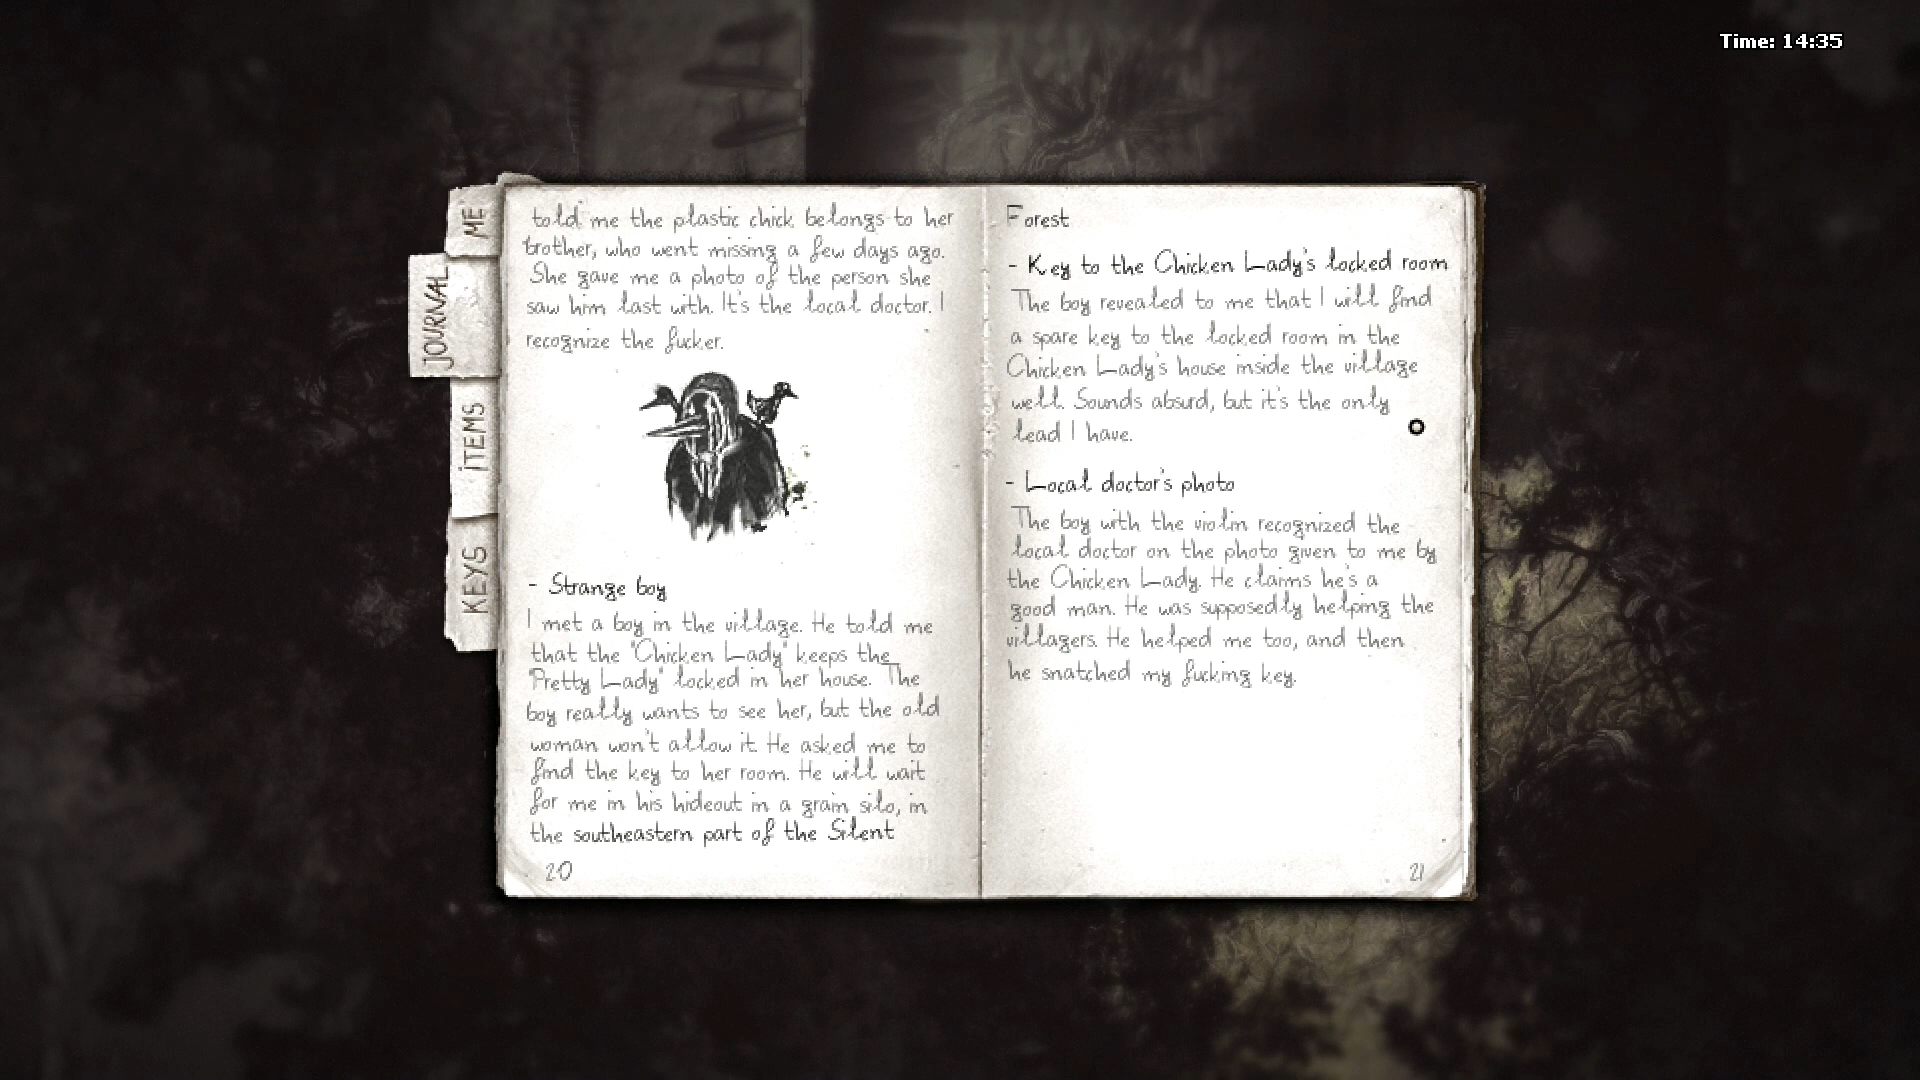 Time: 14:35
ME
JOURNAL
ITEMS
KEYS
told me the plastic chick belongs to her
brother, who went missing a few days ago.
She gave me a photo of the person she
saw him last with. It's the local doctor. I
recognize the fucker.
- Strange boy
I met a boy in the village. He told me
that the "Chicken Lady" keeps the
"Pretty Lady" locked in her house. The
boy really wants to see her, but the old
woman won't allow it. He asked me to
find the key to her room. He will wait
for me in his hideout in a grain silo, in
the southeastern part of the Silent
20
Forest
- Key to the Chicken Lady's locked room
The boy revealed to me that I will find
a spare key to the locked room in the
Chicken Lady's house inside the village
well. Sounds absurd, but it's the only
lead I have.
- Local doctor's photo
The boy with the violin recognized the
local doctor on the photo given to me by
the Chicken Lady. He claims he's a
good man. He was supposedly helping the
villagers. He helped me too, and then
he snatched my fucking key.
21